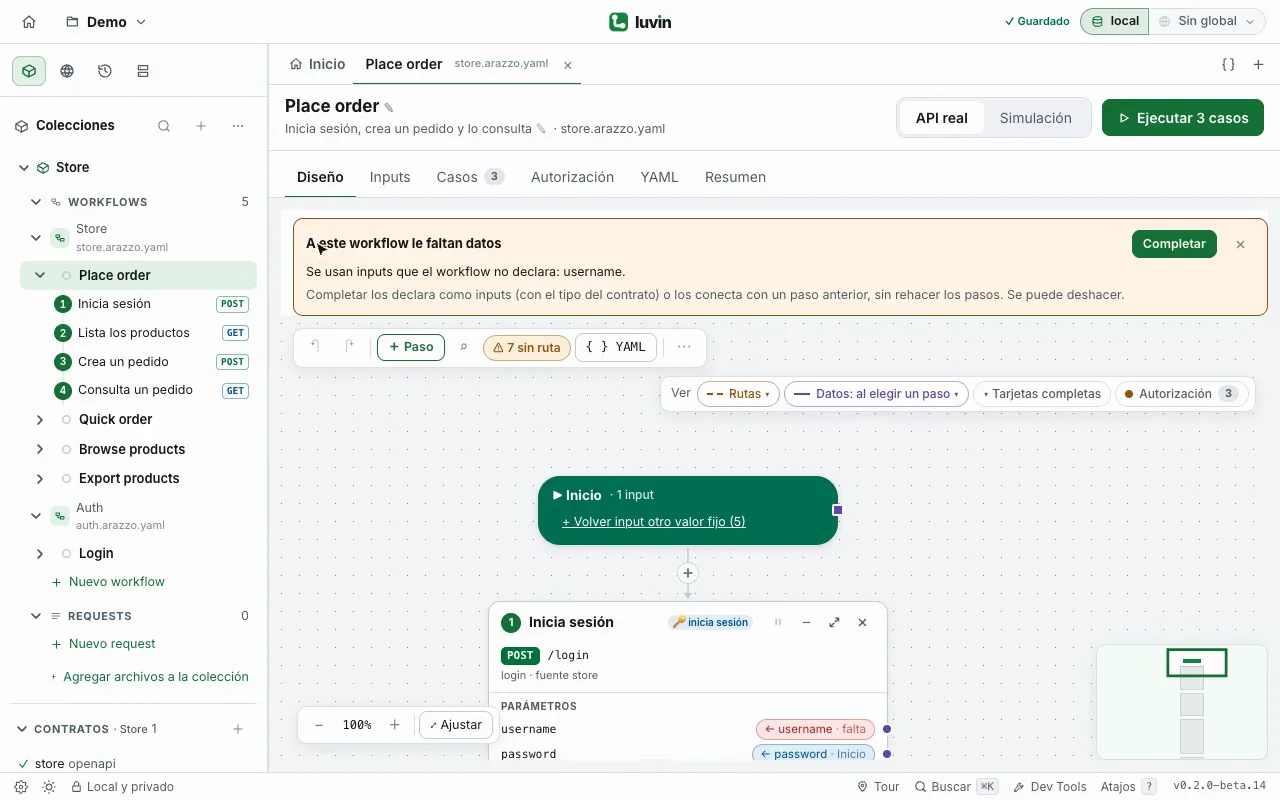 Demo
luvin
✓ Guardado
local
Sin global
Inicio
Place order store.arazzo.yaml ×
{ } +
Colecciones
Place order
Inicia sesión, crea un pedido y lo consulta · store.arazzo.yaml
API real
Simulación
Ejecutar 3 casos
Diseño
Inputs
Casos 3
Autorización
YAML
Resumen
Store
WORKFLOWS 5
Store
store.arazzo.yaml
Place order
1 Inicia sesión POST
2 Lista los productos GET
3 Crea un pedido POST
4 Consulta un pedido GET
Quick order
Browse products
Export products
Auth
auth.arazzo.yaml
Login
+ Nuevo workflow
REQUESTS 0
+ Nuevo request
+ Agregar archivos a la colección
CONTRATOS · Store 1 +
✓ store openapi
A este workflow le faltan datos
Completar ×
Se usan inputs que el workflow no declara: username.
Completar los declara como inputs (con el tipo del contrato) o los conecta con un paso anterior, sin rehacer los pasos. Se puede deshacer.
+ Paso
7 sin ruta
{ } YAML
···
Ver
Rutas
Datos: al elegir un paso
Tarjetas completas
Autorización 3
Inicio · 1 input
+ Volver input otro valor fijo (5)
+
1 Inicia sesión
inicia sesión
POST /login
login · fuente store
PARÁMETROS
username ← username · falta
password ← password · Inicio
− 100% + Ajustar
Local y privado
Tour
Buscar ⌘K
Dev Tools
Atajos ?
v0.2.0-beta.14